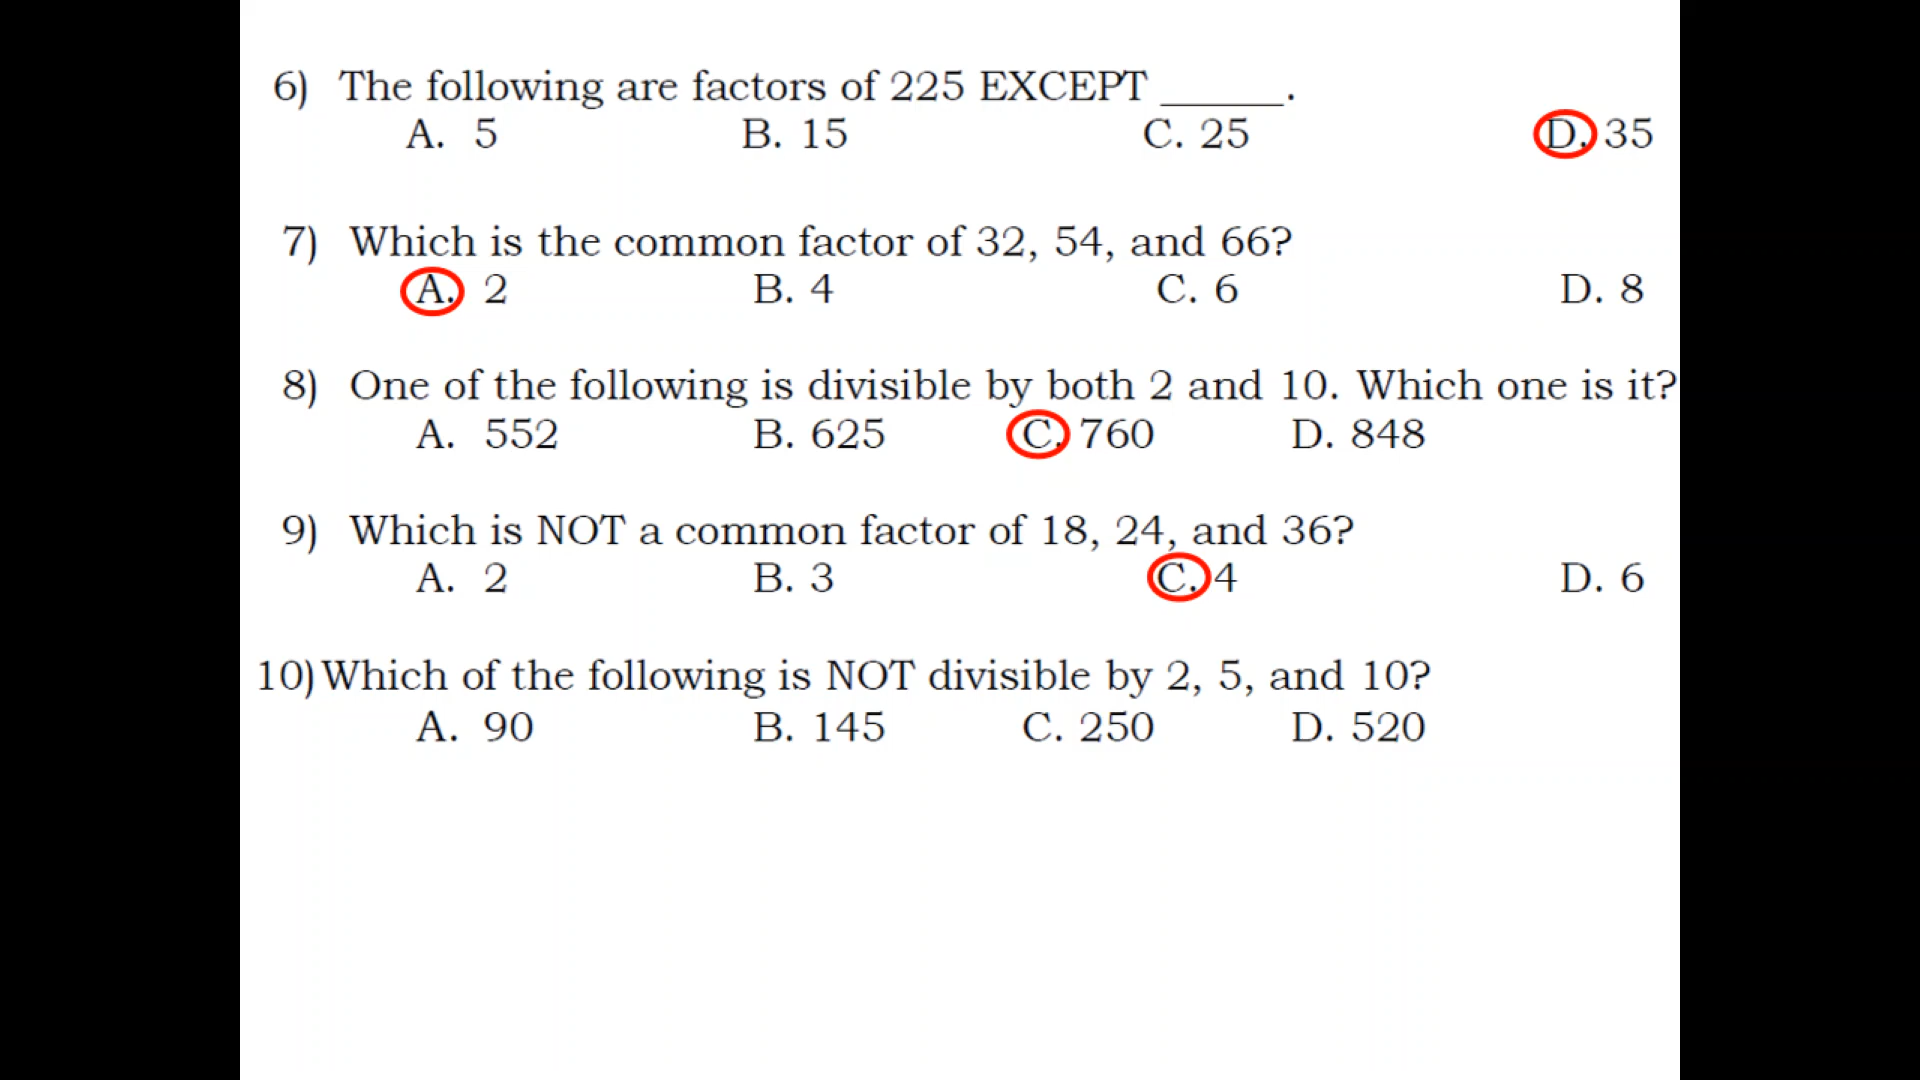 6) The following are factors of 225 EXCEPT ______.
A. 5 B. 15 C. 25 D. 35
7) Which is the common factor of 32, 54, and 66?
A. 2 B. 4 C. 6 D. 8
8) One of the following is divisible by both 2 and 10. Which one is it?
A. 552 B. 625 C. 760 D. 848
9) Which is NOT a common factor of 18, 24, and 36?
A. 2 B. 3 C. 4 D. 6
10) Which of the following is NOT divisible by 2, 5, and 10?
A. 90 B. 145 C. 250 D. 520